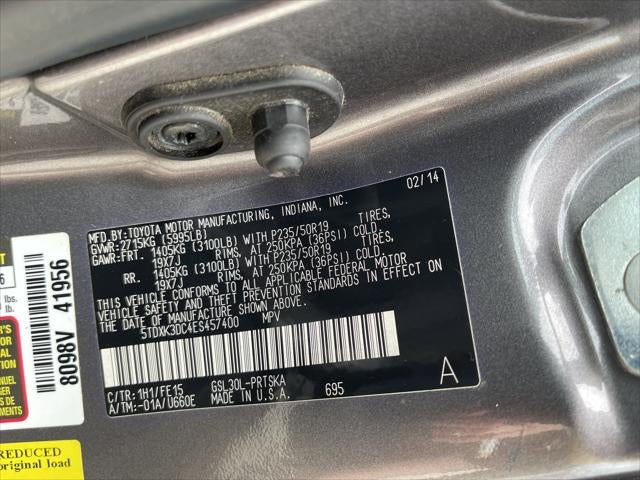 02/14
MFD.BY:TOYOTA MOTOR MANUFACTURING, INDIANA, INC.
GVWR:2715KG (5995LB)
GAWR:FRT. 1405KG (3100LB) WITH P235/50R19 TIRES,
19X7J RIMS, AT 250KPA (36PSI) COLD.
RR. 1405KG (3100LB) WITH P235/50R19 TIRES,
19X7J RIMS, AT 250KPA (36PSI) COLD.
THIS VEHICLE CONFORMS TO ALL APPLICABLE FEDERAL MOTOR
VEHICLE SAFETY AND THEFT PREVENTION STANDARDS IN EFFECT ON
THE DATE OF MANUFACTURE SHOWN ABOVE.
5TDXK3DC4ES457400 MPV
C/TR:1H1/FE15 GSL30L-PRTSKA
A/TM:-01A/U660E MADE IN U.S.A. 695
A
8098V 41956
6
lbs.
REDUCED
original load